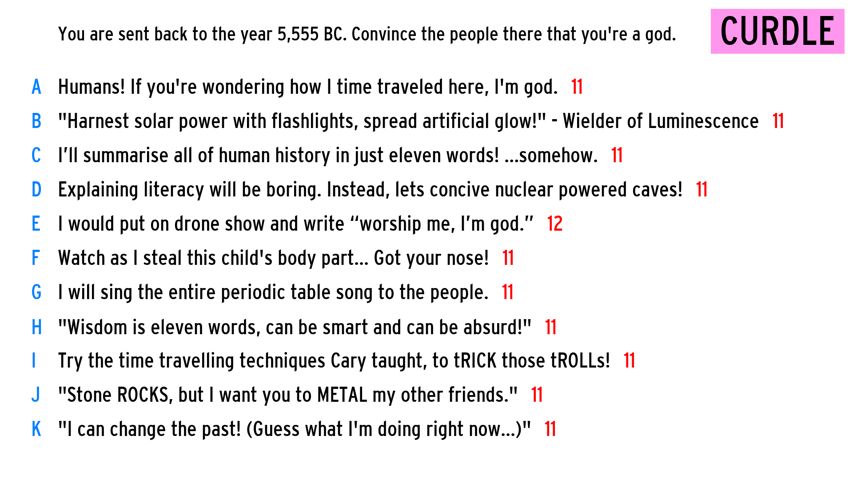 You are sent back to the year 5,555 BC. Convince the people there that you're a god.
CURDLE
A Humans! If you're wondering how I time traveled here, I'm god. 11
B "Harnest solar power with flashlights, spread artificial glow!" - Wielder of Luminescence 11
C I’ll summarise all of human history in just eleven words! ...somehow. 11
D Explaining literacy will be boring. Instead, lets concive nuclear powered caves! 11
E I would put on drone show and write “worship me, I’m god.” 12
F Watch as I steal this child's body part... Got your nose! 11
G I will sing the entire periodic table song to the people. 11
H "Wisdom is eleven words, can be smart and can be absurd!" 11
I Try the time travelling techniques Cary taught, to tRICK those tROLLs! 11
J "Stone ROCKS, but I want you to METAL my other friends." 11
K "I can change the past! (Guess what I'm doing right now...)" 11